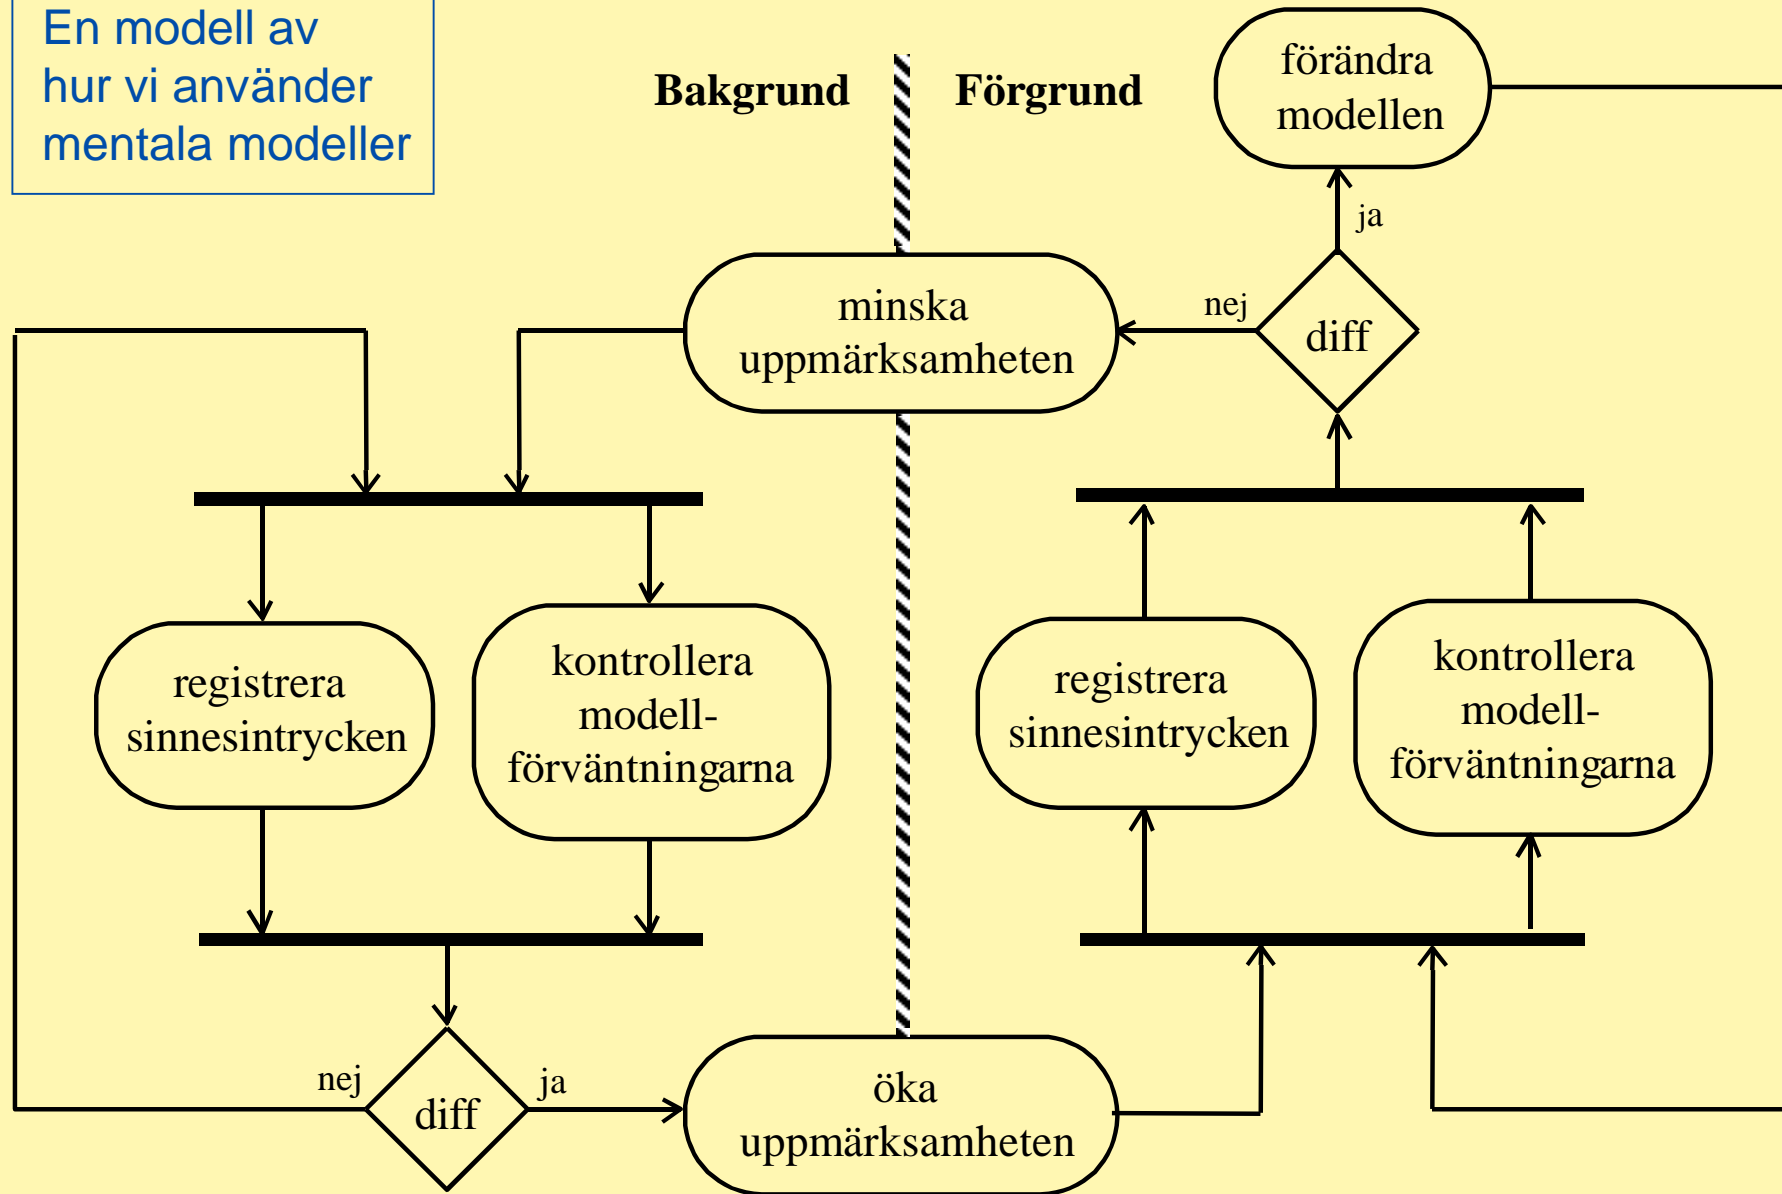 En modell av
hur vi använder
mentala modeller
Bakgrund
Förgrund
förändra
modellen
ja
minska
uppmärksamheten
nej
diff
registrera
sinnesintrycken
kontrollera
modell-
förväntningarna
registrera
sinnesintrycken
kontrollera
modell-
förväntningarna
nej
diff
ja
öka
uppmärksamheten